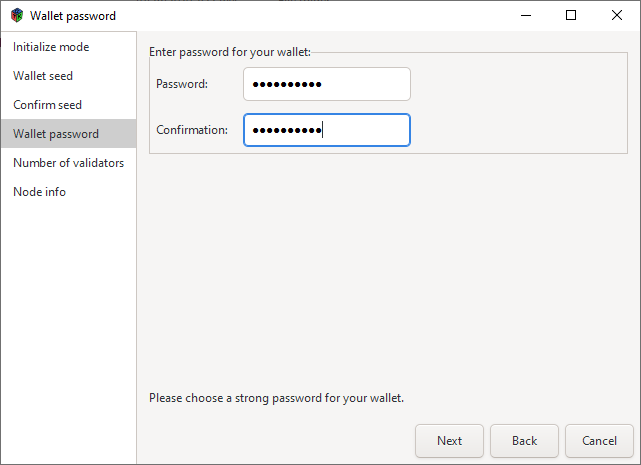 Wallet password
Initialize mode
Wallet seed
Confirm seed
Wallet password
Number of validators
Node info
Enter password for your wallet:
Password: ●●●●●●●●●●
Confirmation: ●●●●●●●●●●
Please choose a strong password for your wallet.
Next Back Cancel